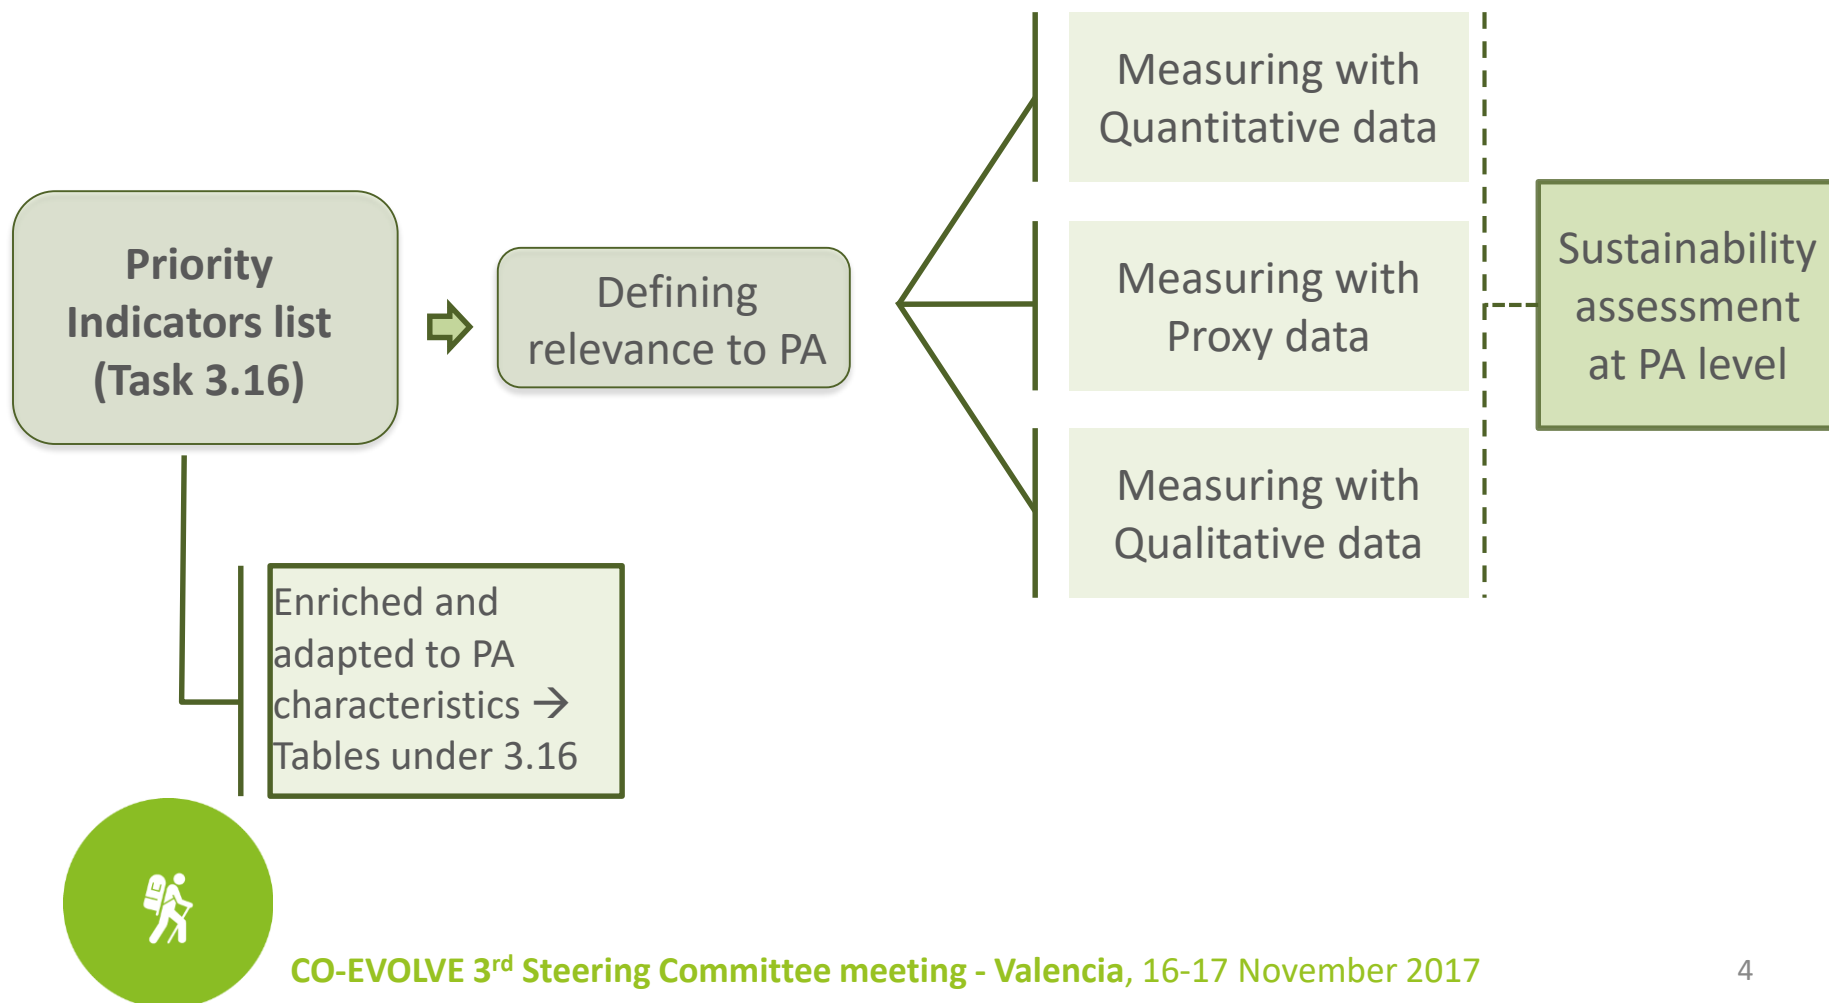 Priority
Indicators list
(Task 3.16)
Defining
relevance to PA
Measuring with
Quantitative data
Measuring with
Proxy data
Measuring with
Qualitative data
Sustainability
assessment
at PA level
Enriched and
adapted to PA
characteristics →
Tables under 3.16
CO-EVOLVE 3rd Steering Committee meeting - Valencia, 16-17 November 2017
4